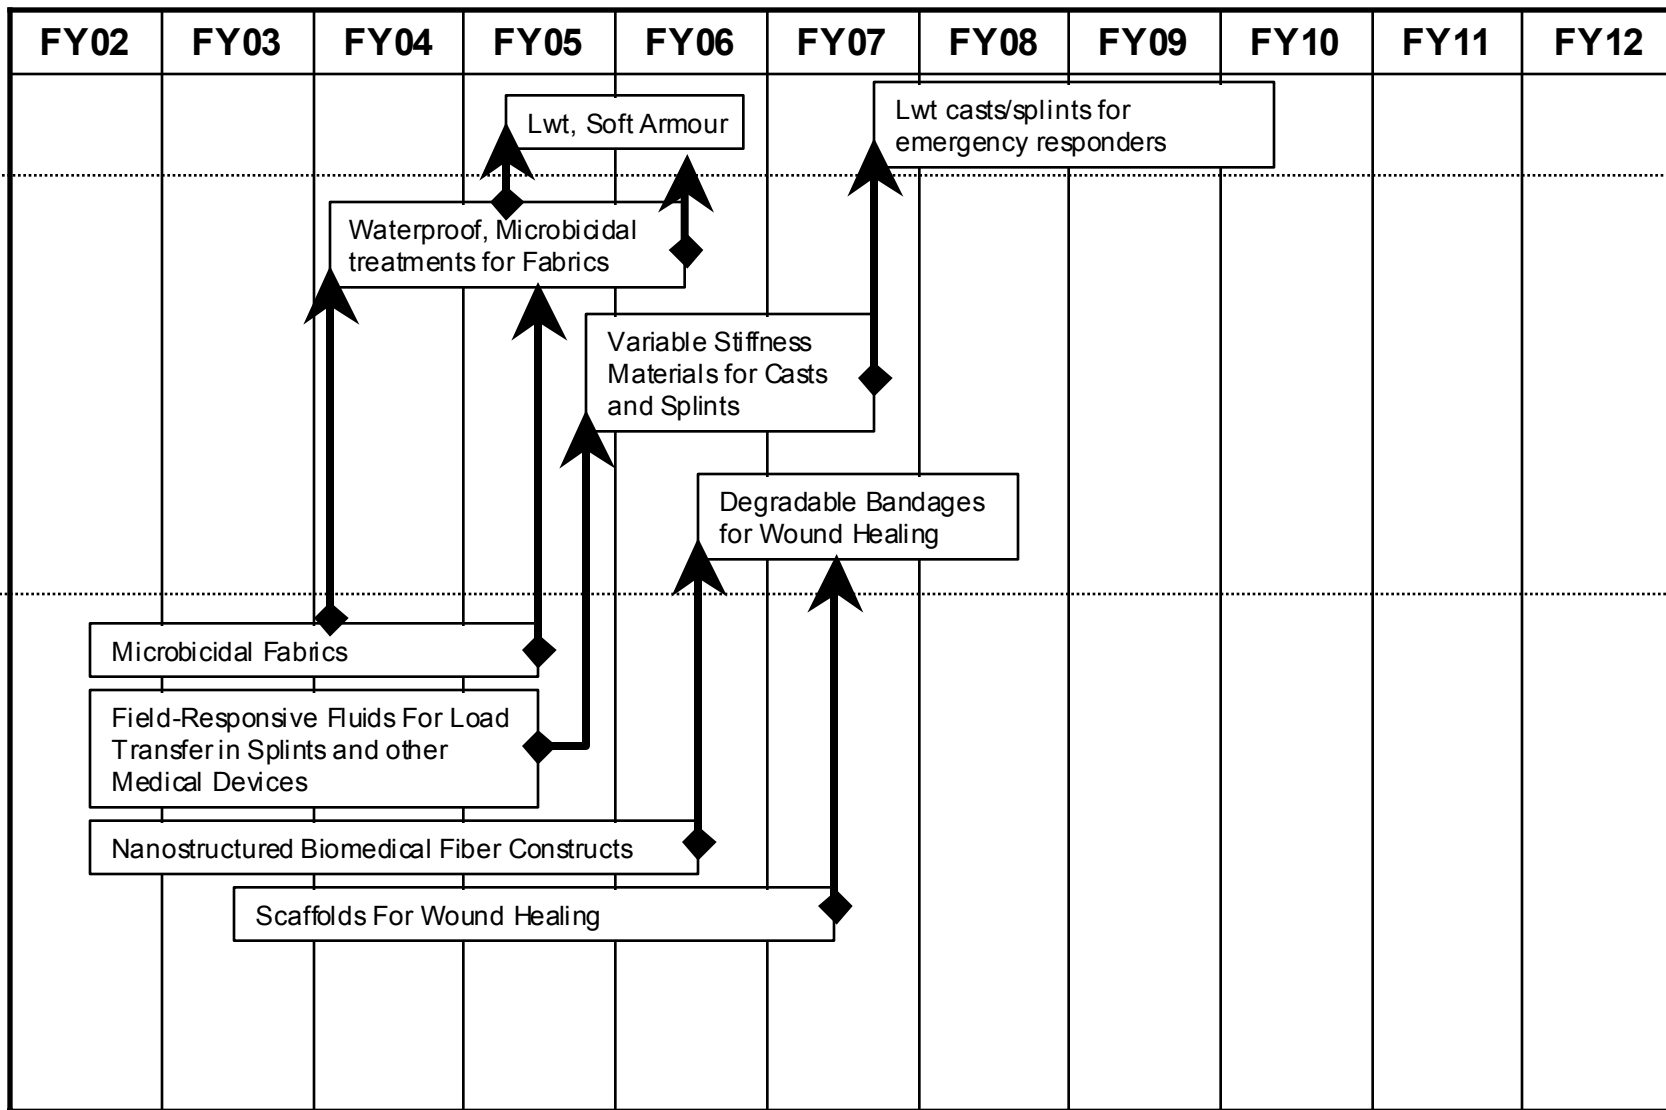 FY02 FY03 FY04 FY05 FY06 FY07 FY08 FY09 FY10 FY11 FY12
Lwt, Soft Armour
Lwt casts/splints for
emergency responders
Waterproof, Microbicidal
treatments for Fabrics
Variable Stiffness
Materials for Casts
and Splints
Degradable Bandages
for Wound Healing
Microbicidal Fabrics
Field-Responsive Fluids For Load
Transfer in Splints and other
Medical Devices
Nanostructured Biomedical Fiber Constructs
Scaffolds For Wound Healing